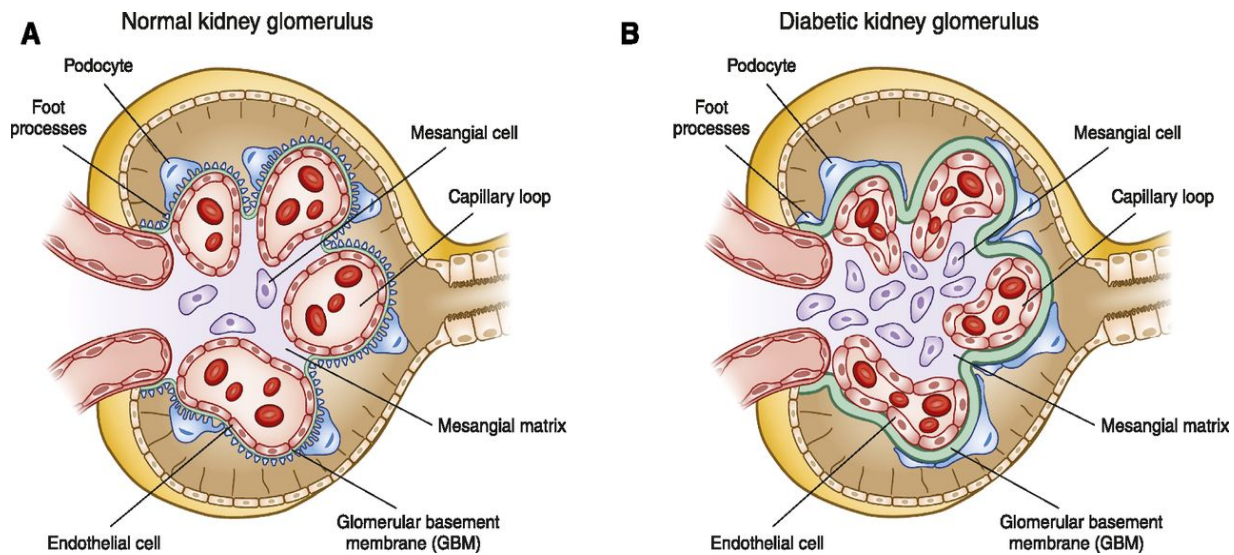 A
Normal kidney glomerulus
Podocyte
Foot
processes
Mesangial cell
Capillary loop
Mesangial matrix
Glomerular basement
membrane (GBM)
Endothelial cell
B
Diabetic kidney glomerulus
Podocyte
Foot
processes
Mesangial cell
Capillary loop
Mesangial matrix
Glomerular basement
membrane (GBM)
Endothelial cell